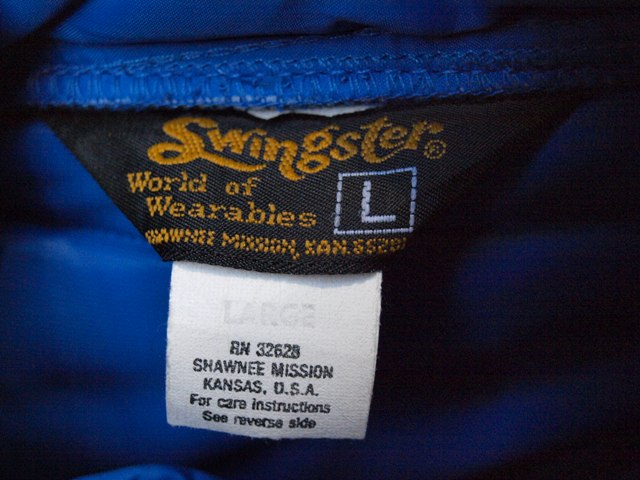 Swingster®
World of
Wearables
L
SHAWNEE MISSION, KAN. 66201
LARGE
RN 32628
SHAWNEE MISSION
KANSAS, U.S.A.
For care instructions
See reverse side